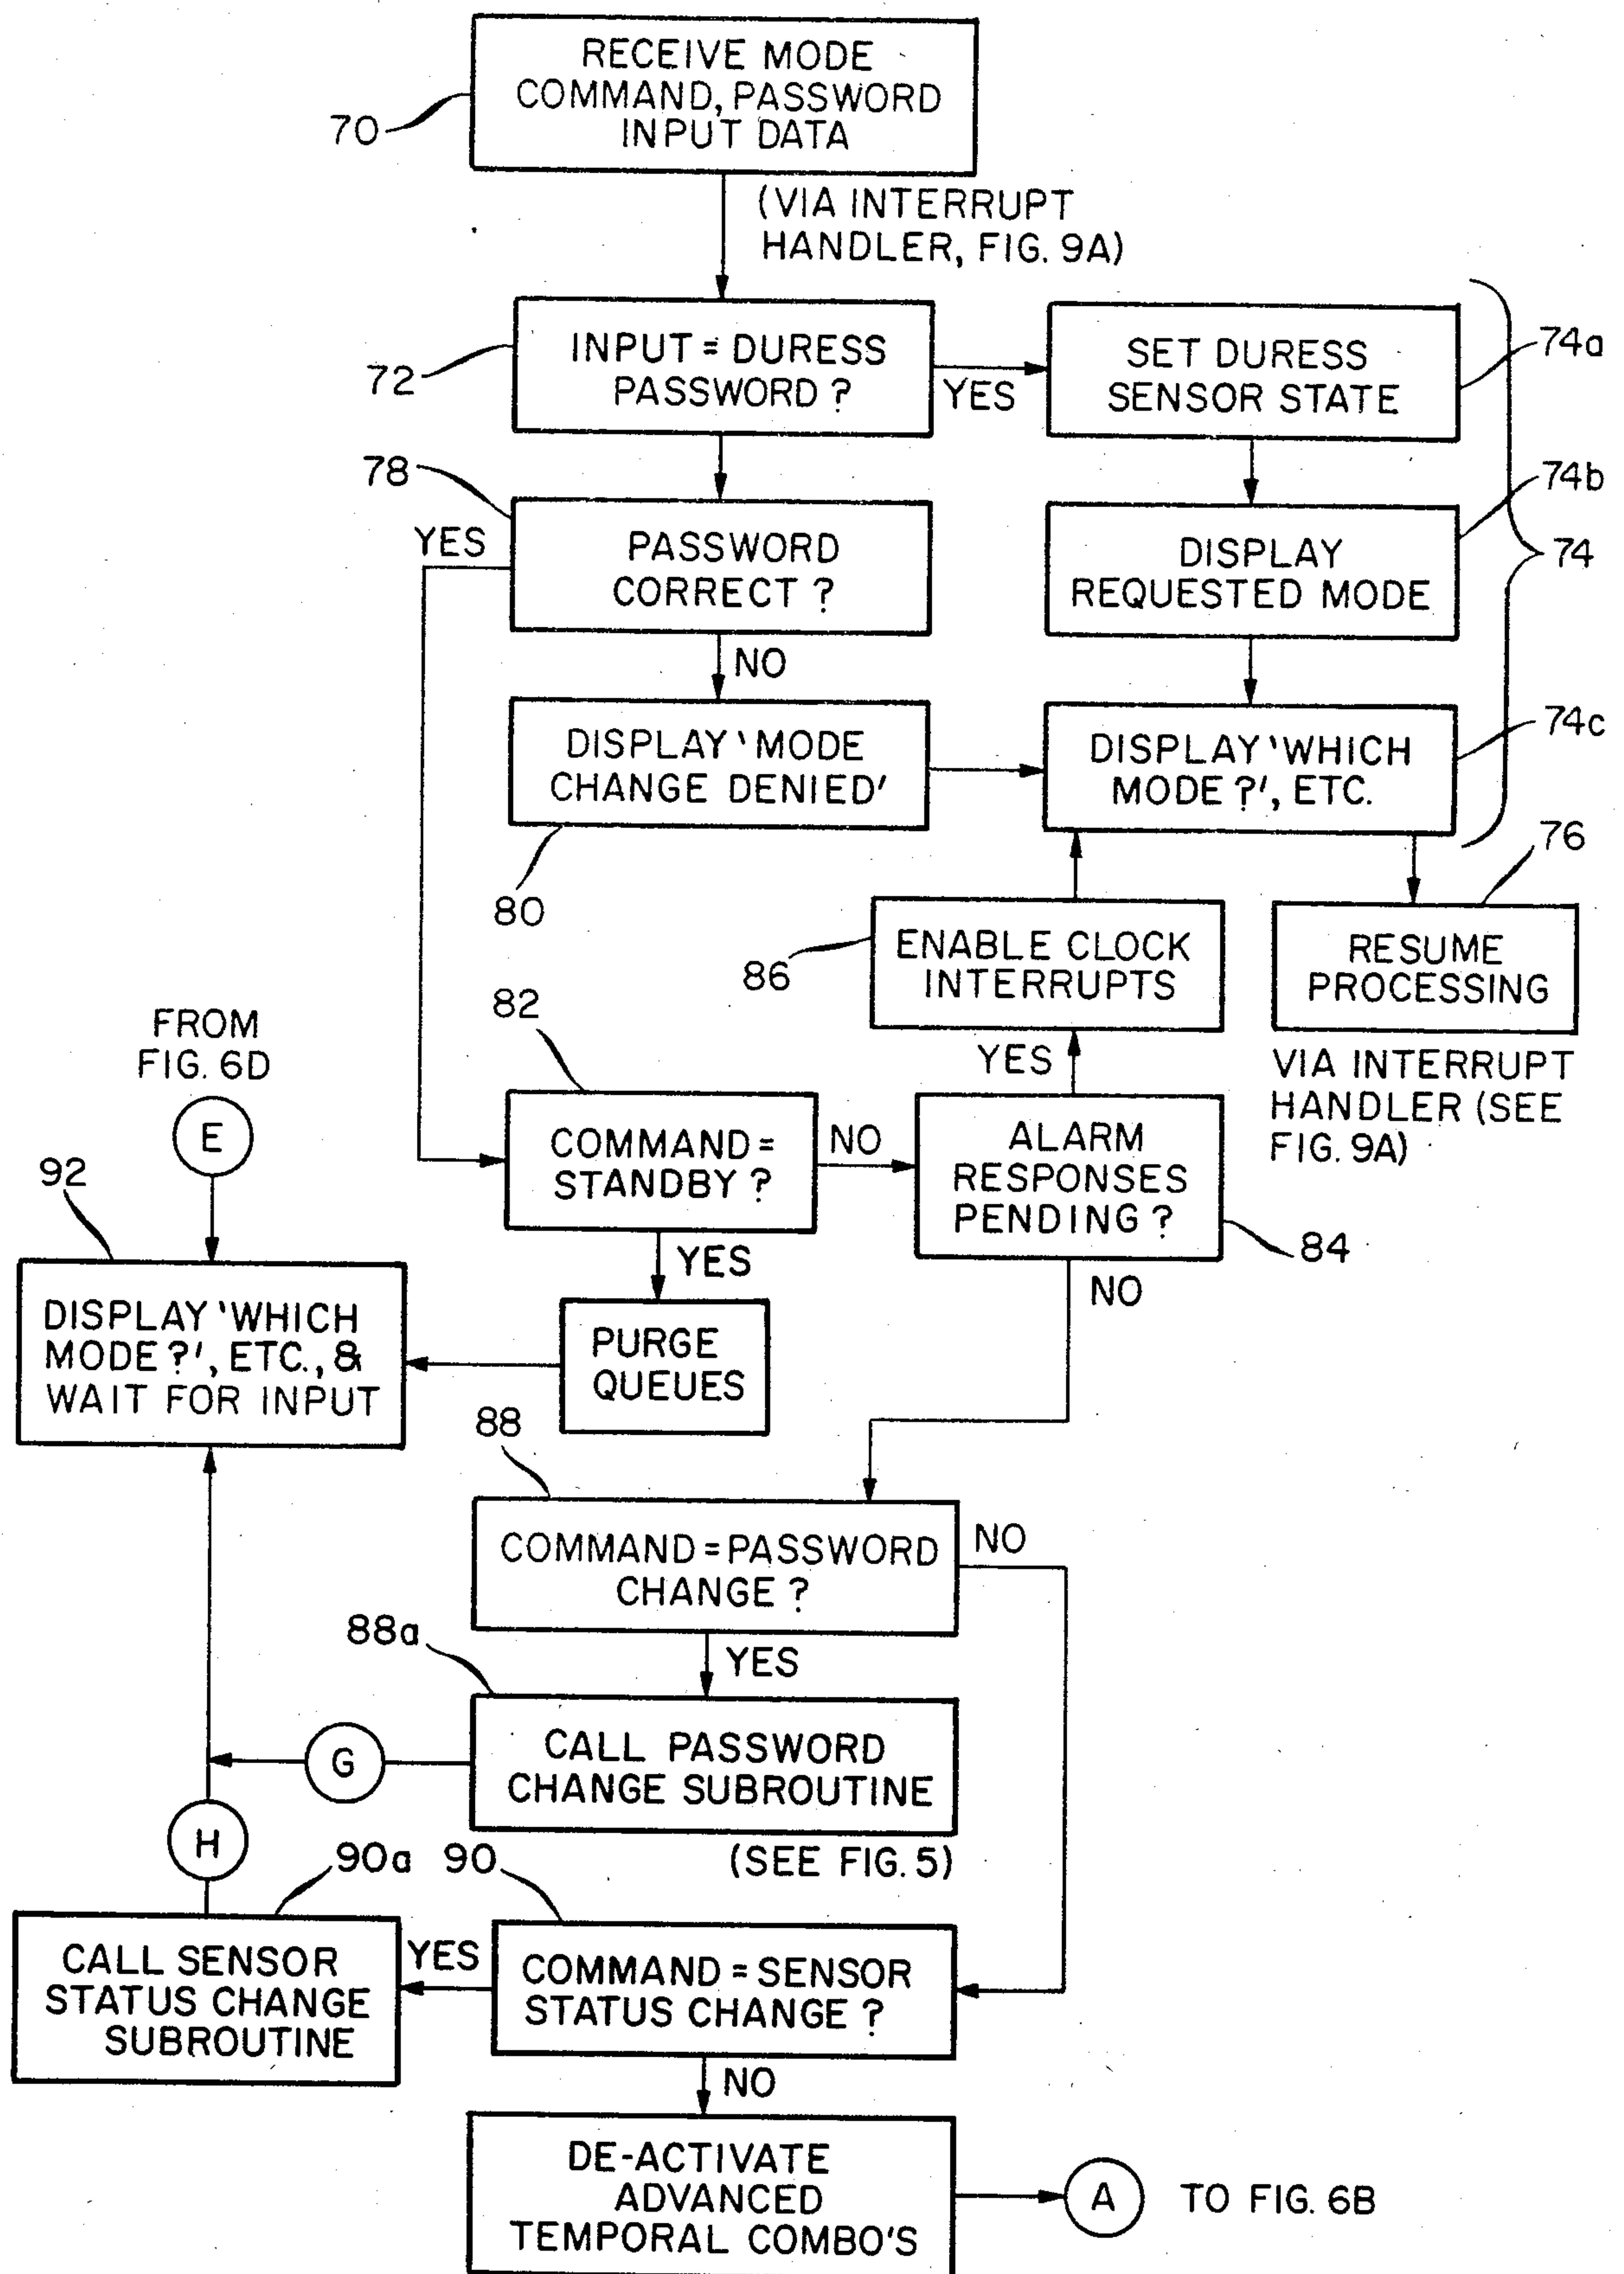 RECEIVE MODE
COMMAND, PASSWORD
INPUT DATA
70
(VIA INTERRUPT
HANDLER, FIG. 9A)
INPUT = DURESS
PASSWORD ?
72
YES
SET DURESS
SENSOR STATE
74a
78
YES
PASSWORD
CORRECT ?
DISPLAY
REQUESTED MODE
74b
74
NO
DISPLAY 'MODE
CHANGE DENIED'
80
DISPLAY 'WHICH
MODE ?', ETC.
74c
76
ENABLE CLOCK
INTERRUPTS
86
RESUME
PROCESSING
VIA INTERRUPT
HANDLER (SEE
FIG. 9A)
YES
82
FROM
FIG. 6D
E
COMMAND =
STANDBY ?
NO
ALARM
RESPONSES
PENDING ?
84
92
YES
NO
DISPLAY 'WHICH
MODE ?', ETC., &
WAIT FOR INPUT
PURGE
QUEUES
88
COMMAND = PASSWORD
CHANGE ?
NO
88a
YES
CALL PASSWORD
CHANGE SUBROUTINE
(SEE FIG. 5)
G
H
90a
90
CALL SENSOR
STATUS CHANGE
SUBROUTINE
YES
COMMAND = SENSOR
STATUS CHANGE ?
NO
DE-ACTIVATE
ADVANCED
TEMPORAL COMBO'S
A
TO FIG. 6B